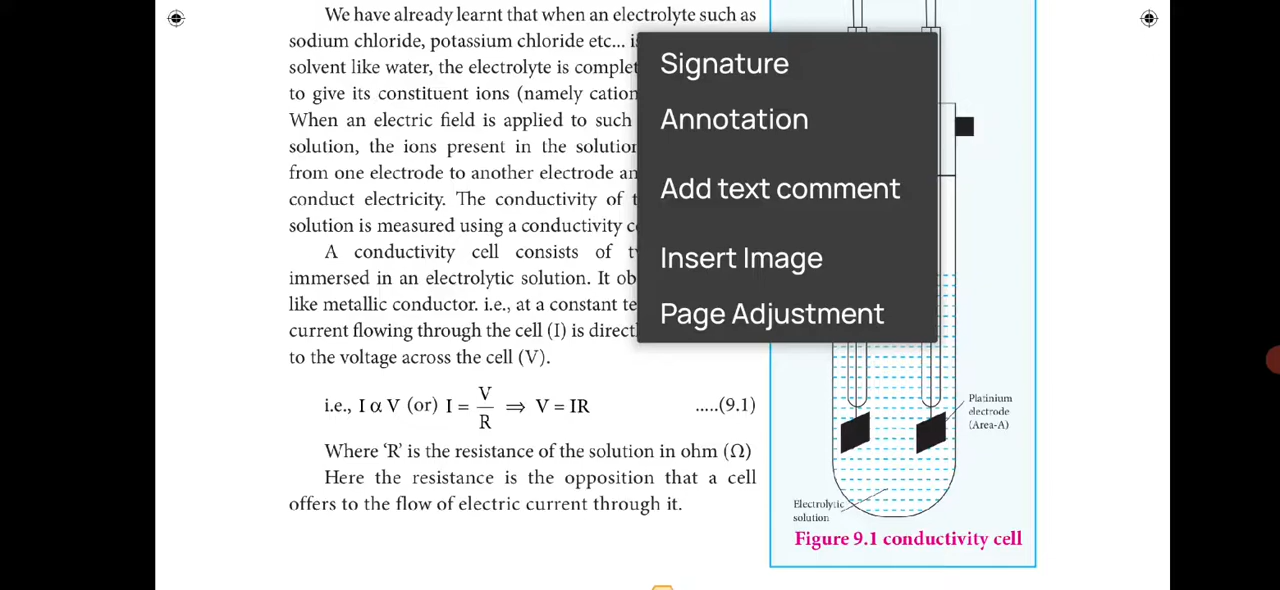 We have already learnt that when an electrolyte such as
sodium chloride, potassium chloride etc...
solvent like water, the electrolyte is
to give its constituent ions (namely
When an electric field is applied to such
solution, the ions present in the
from one electrode to another electrode
conduct electricity. The conductivity of
solution is measured using a conductivity
A conductivity cell consists of
immersed in an electrolytic solution. It
like metallic conductor. i.e., at a constant
current flowing through the cell (I) is
to the voltage across the cell (V).
i.e., I α V (or) I = V/R ⇒ V = IR .....(9.1)
Where ‘R’ is the resistance of the solution in ohm (Ω)
Here the resistance is the opposition that a cell
offers to the flow of electric current through it.
Signature
Annotation
Add text comment
Insert Image
Page Adjustment
Platinium
electrode
(Area-A)
Electrolytic
solution
Figure 9.1 conductivity cell